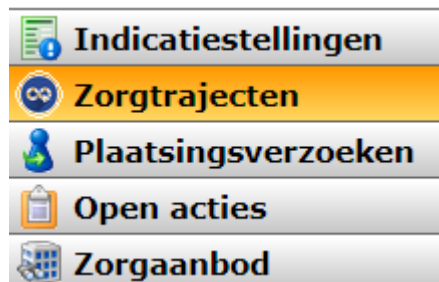 Indicatiestellingen
Zorgtrajecten
Plaatsingsverzoeken
Open acties
Zorgaanbod